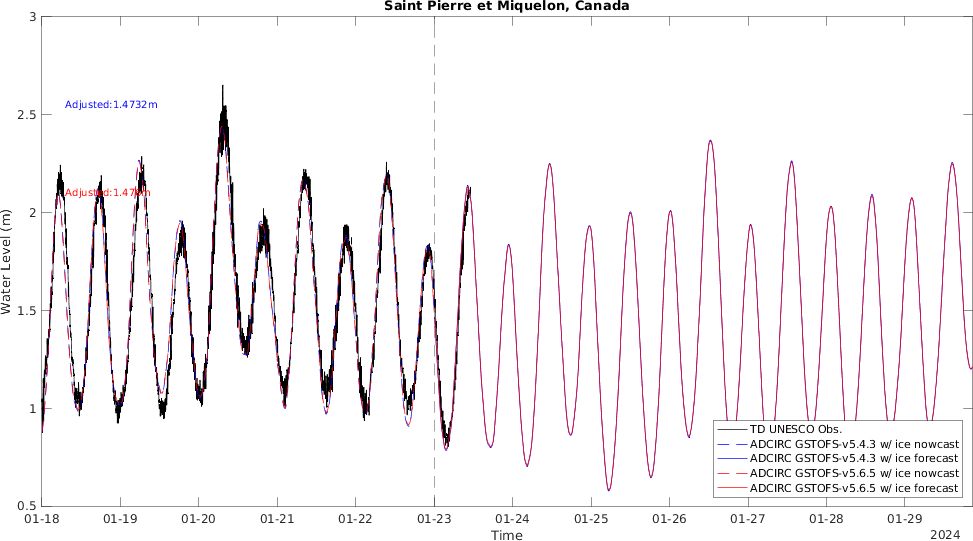 Saint Pierre et Miquelon, Canada
3
2.5
2
1.5
1
0.5
Water Level (m)
Adjusted:1.4732m
TD UNESCO Obs.
ADCIRC GSTOFS-v5.4.3 w/ ice nowcast
ADCIRC GSTOFS-v5.4.3 w/ ice forecast
ADCIRC GSTOFS-v5.6.5 w/ ice nowcast
ADCIRC GSTOFS-v5.6.5 w/ ice forecast
01-18 01-19 01-20 01-21 01-22 01-23 01-24 01-25 01-26 01-27 01-28 01-29
Time
2024